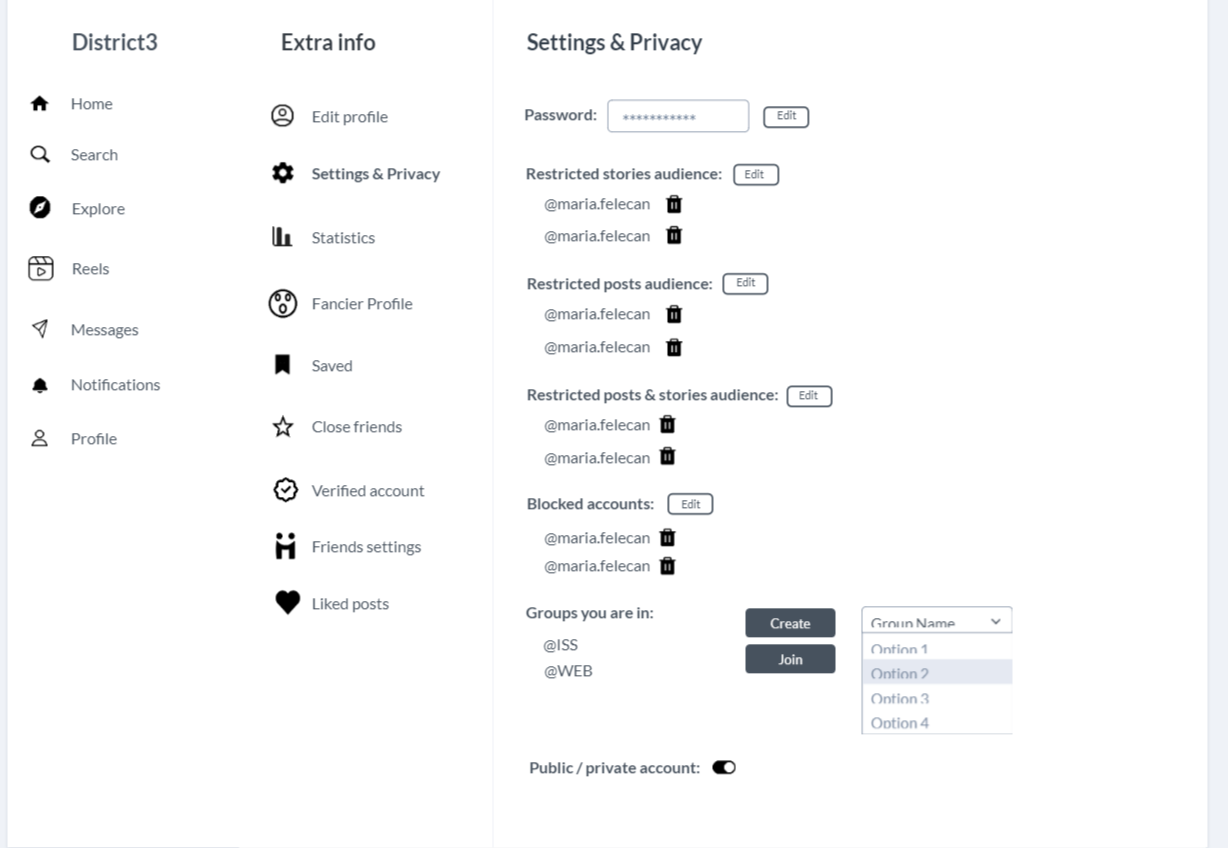 District3
Home
Search
Explore
Reels
Messages
Notifications
Profile
Extra info
Edit profile
Settings & Privacy
Statistics
Fancier Profile
Saved
Close friends
Verified account
Friends settings
Liked posts
Settings & Privacy
Password: *********** Edit
Restricted stories audience: Edit
@maria.felecan
@maria.felecan
Restricted posts audience: Edit
@maria.felecan
@maria.felecan
Restricted posts & stories audience: Edit
@maria.felecan
@maria.felecan
Blocked accounts: Edit
@maria.felecan
@maria.felecan
Groups you are in:
@ISS
@WEB
Create
Join
Group Name
Option 1
Option 2
Option 3
Option 4
Public / private account: